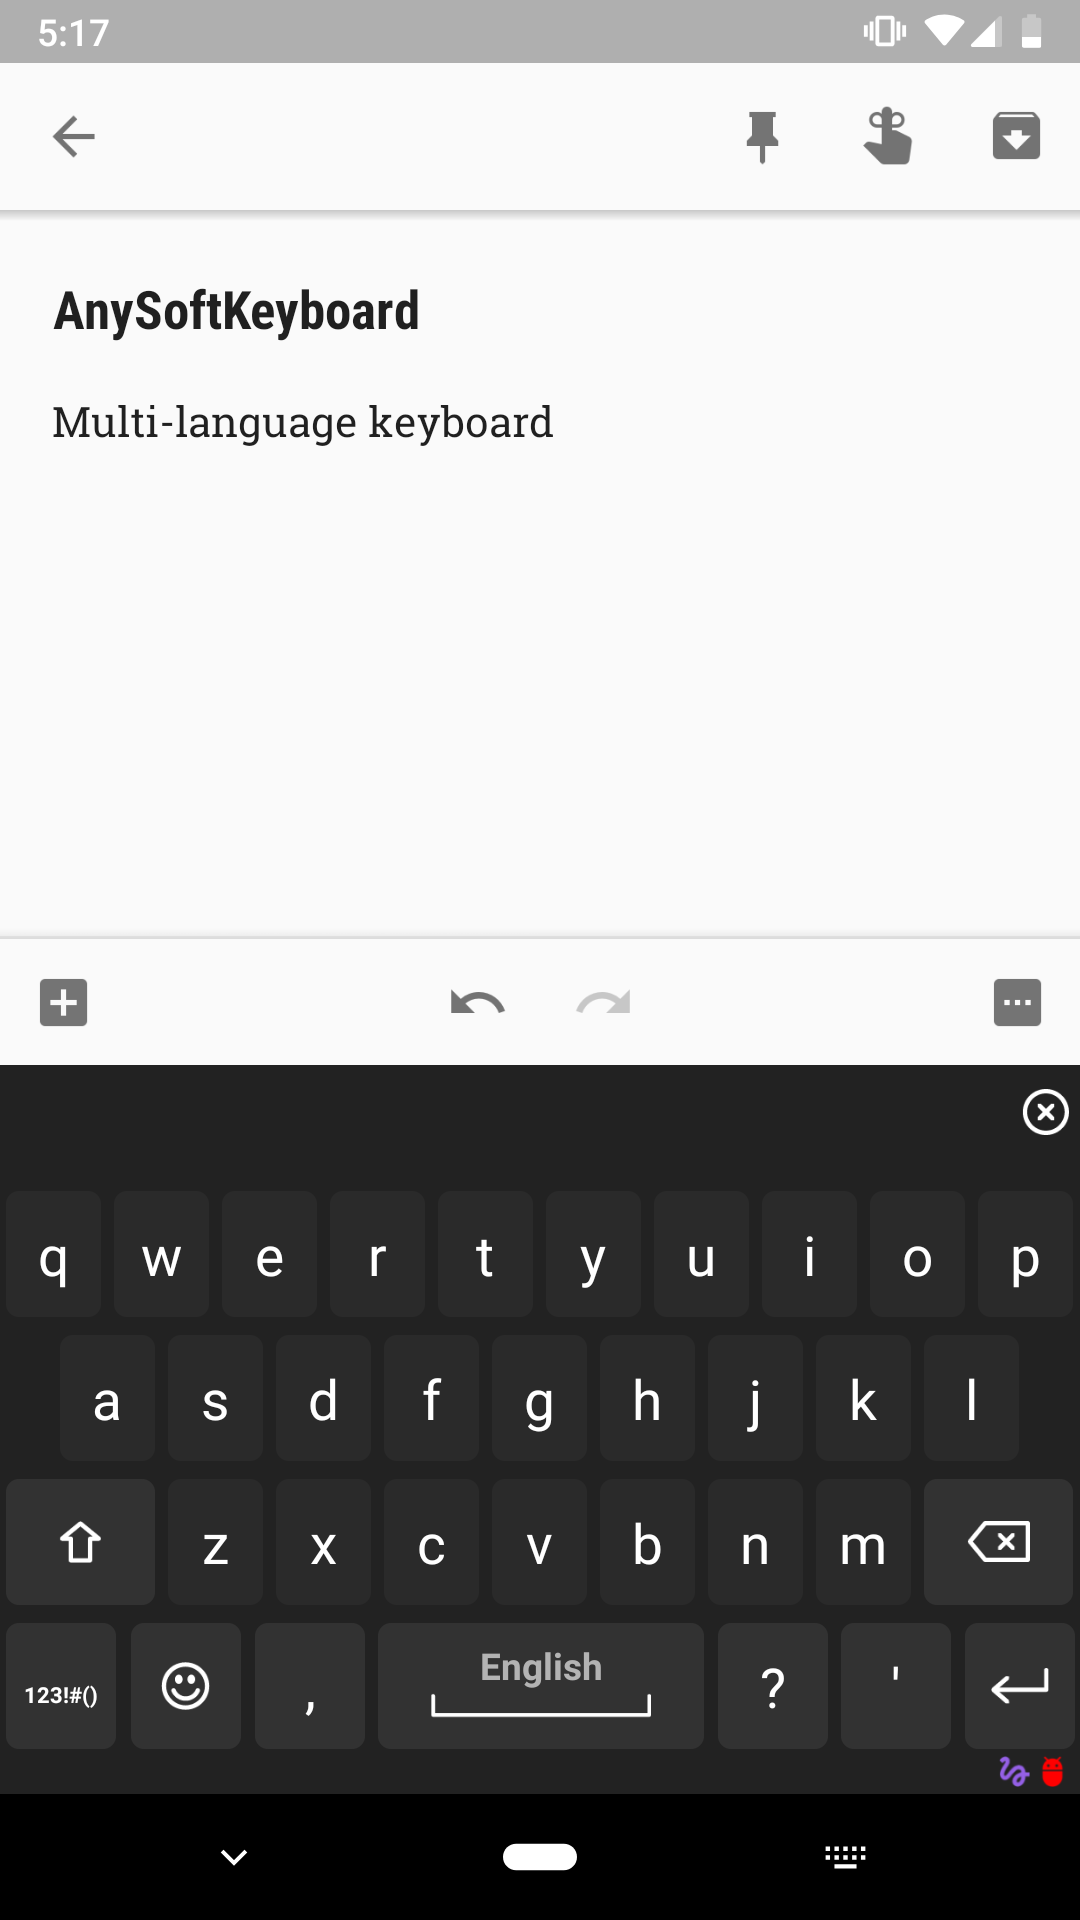 5:17
AnySoftKeyboard
Multi-language keyboard
q w e r t y u i o p
a s d f g h j k l
z x c v b n m
123!#() , English ? '